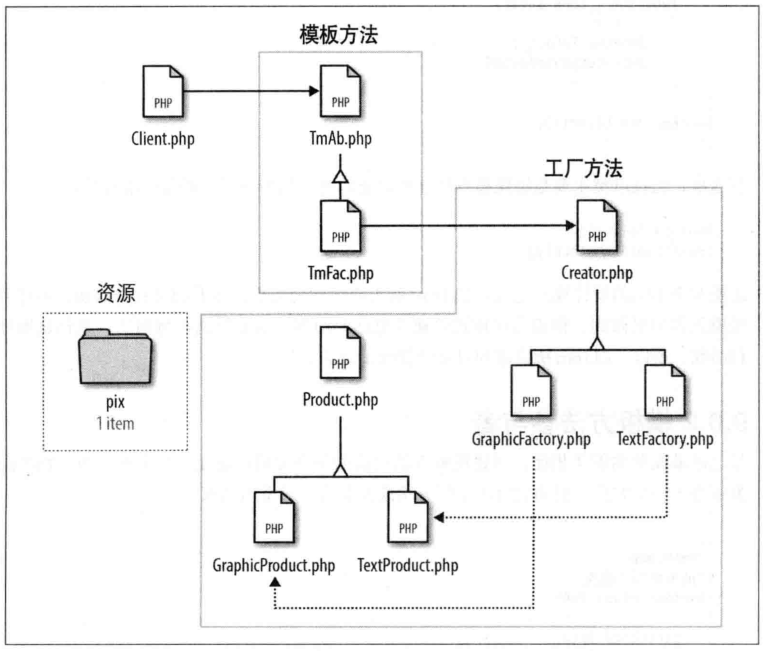 模板方法
PHP
Client.php
PHP
TmAb.php
工厂方法
PHP
TmFac.php
PHP
Creator.php
资源
pix
1 item
PHP
Product.php
PHP
GraphicFactory.php
PHP
TextFactory.php
PHP
GraphicProduct.php
PHP
TextProduct.php